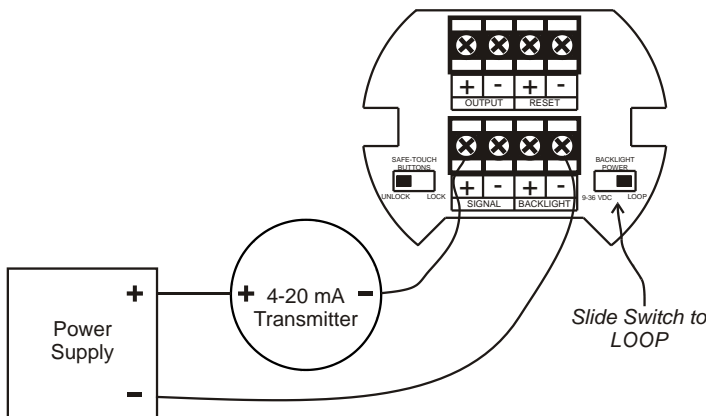 + - + -
OUTPUT RESET
SAFE-TOUCH
BUTTONS
UNLOCK LOCK
+ - + -
SIGNAL BACKLIGHT
BACKLIGHT
POWER
9-36 VDC LOOP
+
Power
Supply
-
+ 4-20 mA -
Transmitter
Slide Switch to
LOOP